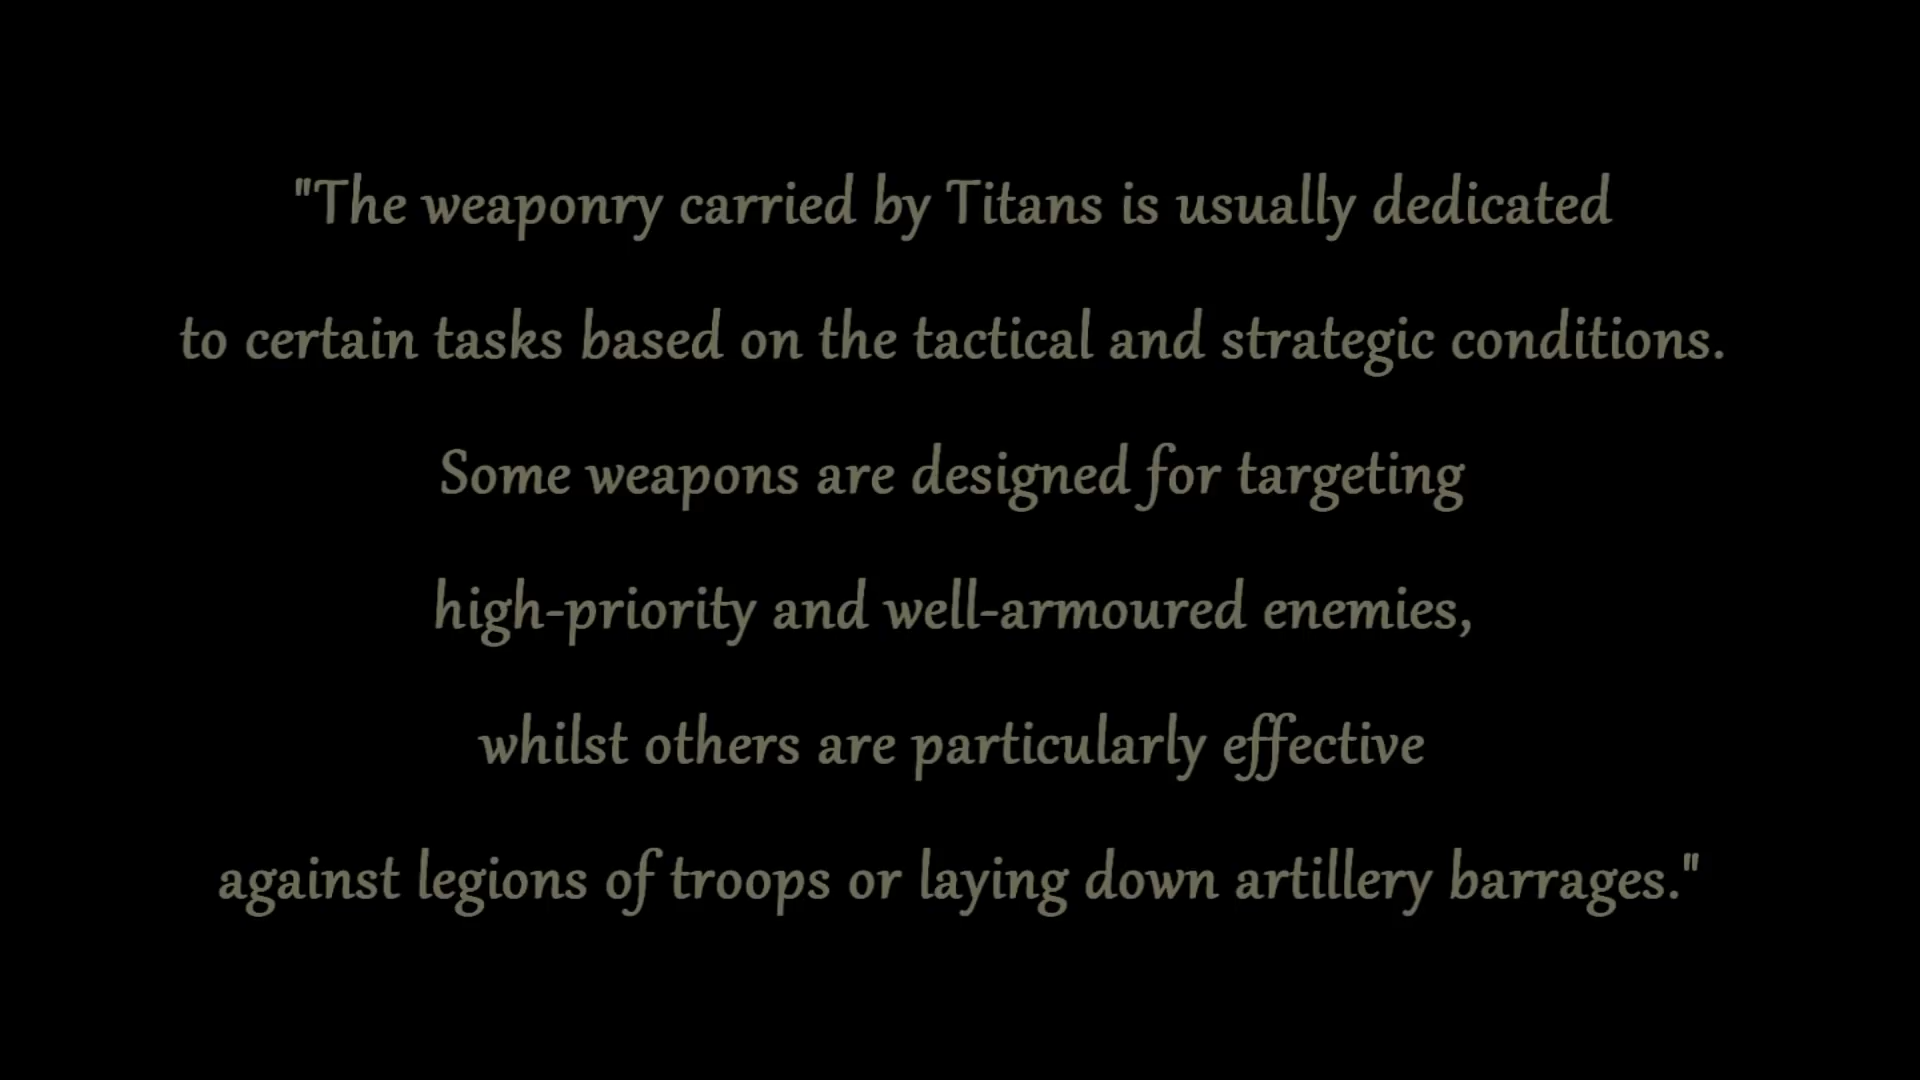 "The weaponry carried by Titans is usually dedicated
to certain tasks based on the tactical and strategic conditions.
Some weapons are designed for targeting
high-priority and well-armoured enemies,
whilst others are particularly effective
against legions of troops or laying down artillery barrages."